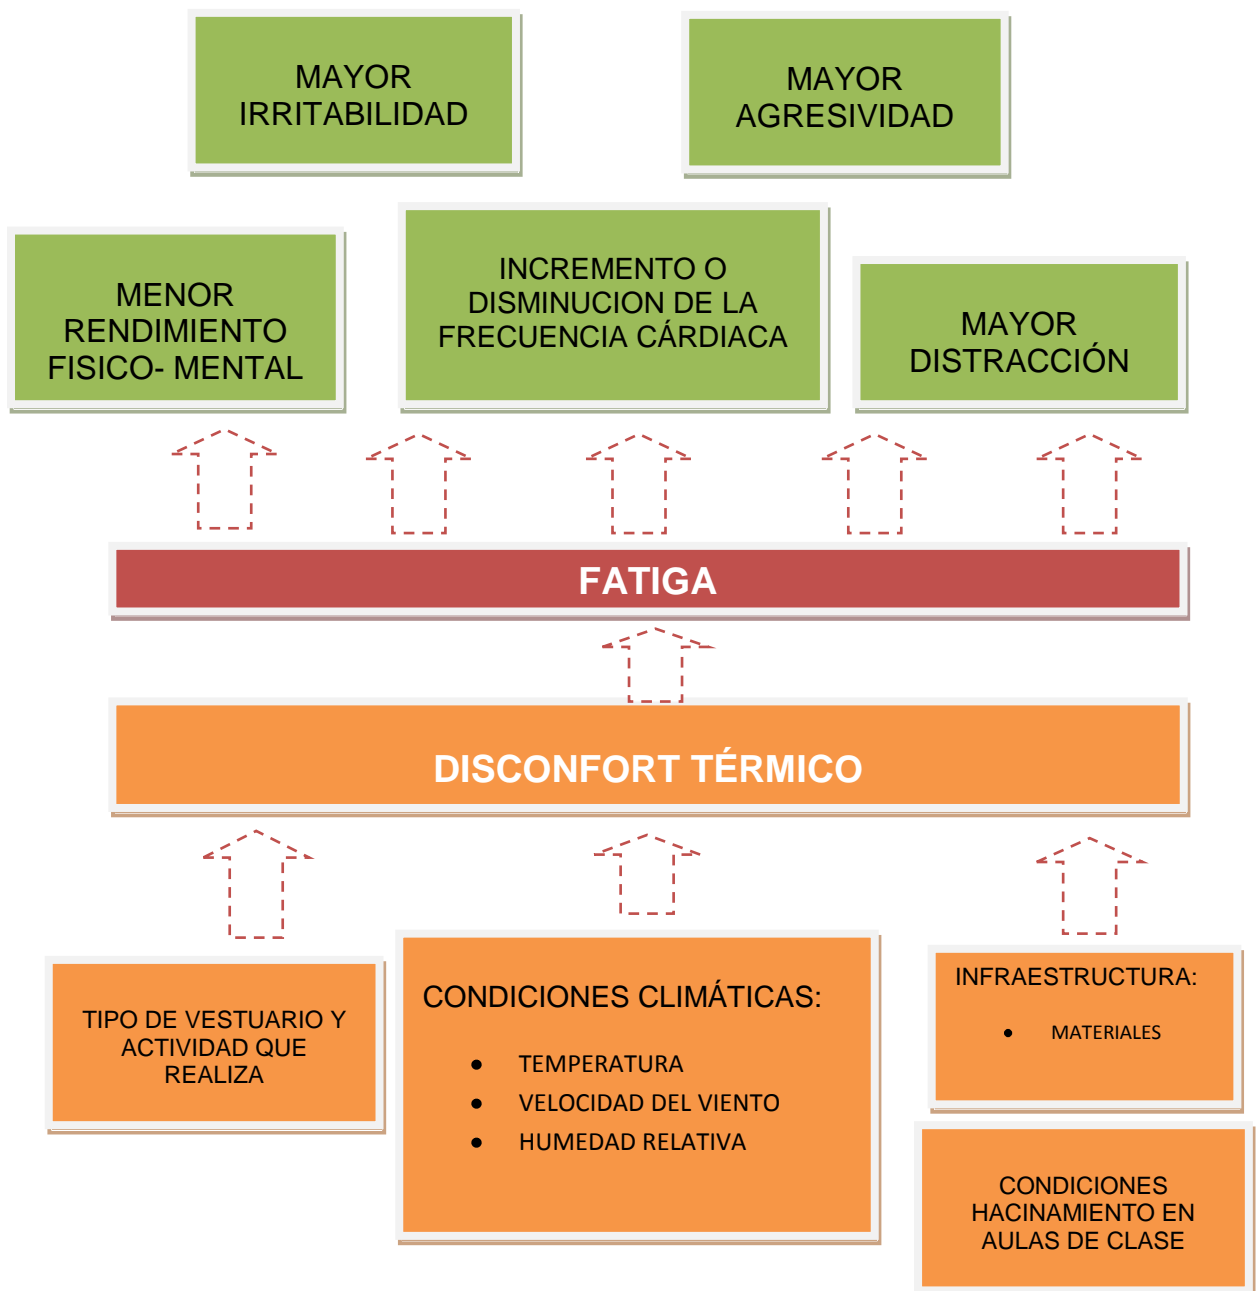 MAYOR
IRRITABILIDAD
MAYOR
AGRESIVIDAD
MENOR
RENDIMIENTO
FISICO- MENTAL
INCREMENTO O
DISMINUCION DE LA
FRECUENCIA CÁRDIACA
MAYOR
DISTRACCIÓN
FATIGA
DISCONFORT TÉRMICO
TIPO DE VESTUARIO Y
ACTIVIDAD QUE
REALIZA
CONDICIONES CLIMÁTICAS:
● TEMPERATURA
● VELOCIDAD DEL VIENTO
● HUMEDAD RELATIVA
INFRAESTRUCTURA:
● MATERIALES
CONDICIONES
HACINAMIENTO EN
AULAS DE CLASE